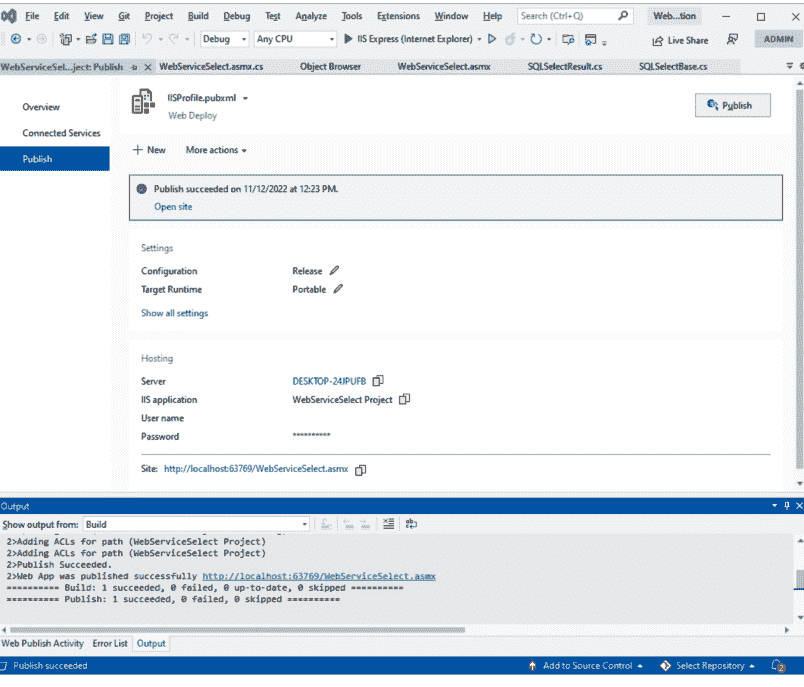 File Edit View Git Project Build Debug Test Analyze Tools Extensions Window Help Search (Ctrl+Q) Web...tion
Debug Any CPU IIS Express (Internet Explorer) Live Share ADMIN
WebServiceSel...ject: Publish WebServiceSelect.asmx.cs Object Browser WebServiceSelect.asmx SQLSelectResult.cs SQLSelectBase.cs
Overview
Connected Services
Publish
IISProfile.pubxml
Web Deploy
Publish
New More actions
Publish succeeded on 11/12/2022 at 12:23 PM.
Open site
Settings
Configuration Release
Target Runtime Portable
Show all settings
Hosting
Server DESKTOP-24JPUFB
IIS application WebServiceSelect Project
User name
Password **********
Site: http://localhost:63769/WebServiceSelect.asmx
Output
Show output from: Build
2>Adding ACLs for path (WebServiceSelect Project)
2>Adding ACLs for path (WebServiceSelect Project)
2>Publish Succeeded.
2>Web App was published successfully http://localhost:63769/WebServiceSelect.asmx
========== Build: 1 succeeded, 0 failed, 0 up-to-date, 0 skipped ==========
========== Publish: 1 succeeded, 0 failed, 0 skipped ==========
Web Publish Activity Error List Output
Publish succeeded Add to Source Control Select Repository 2